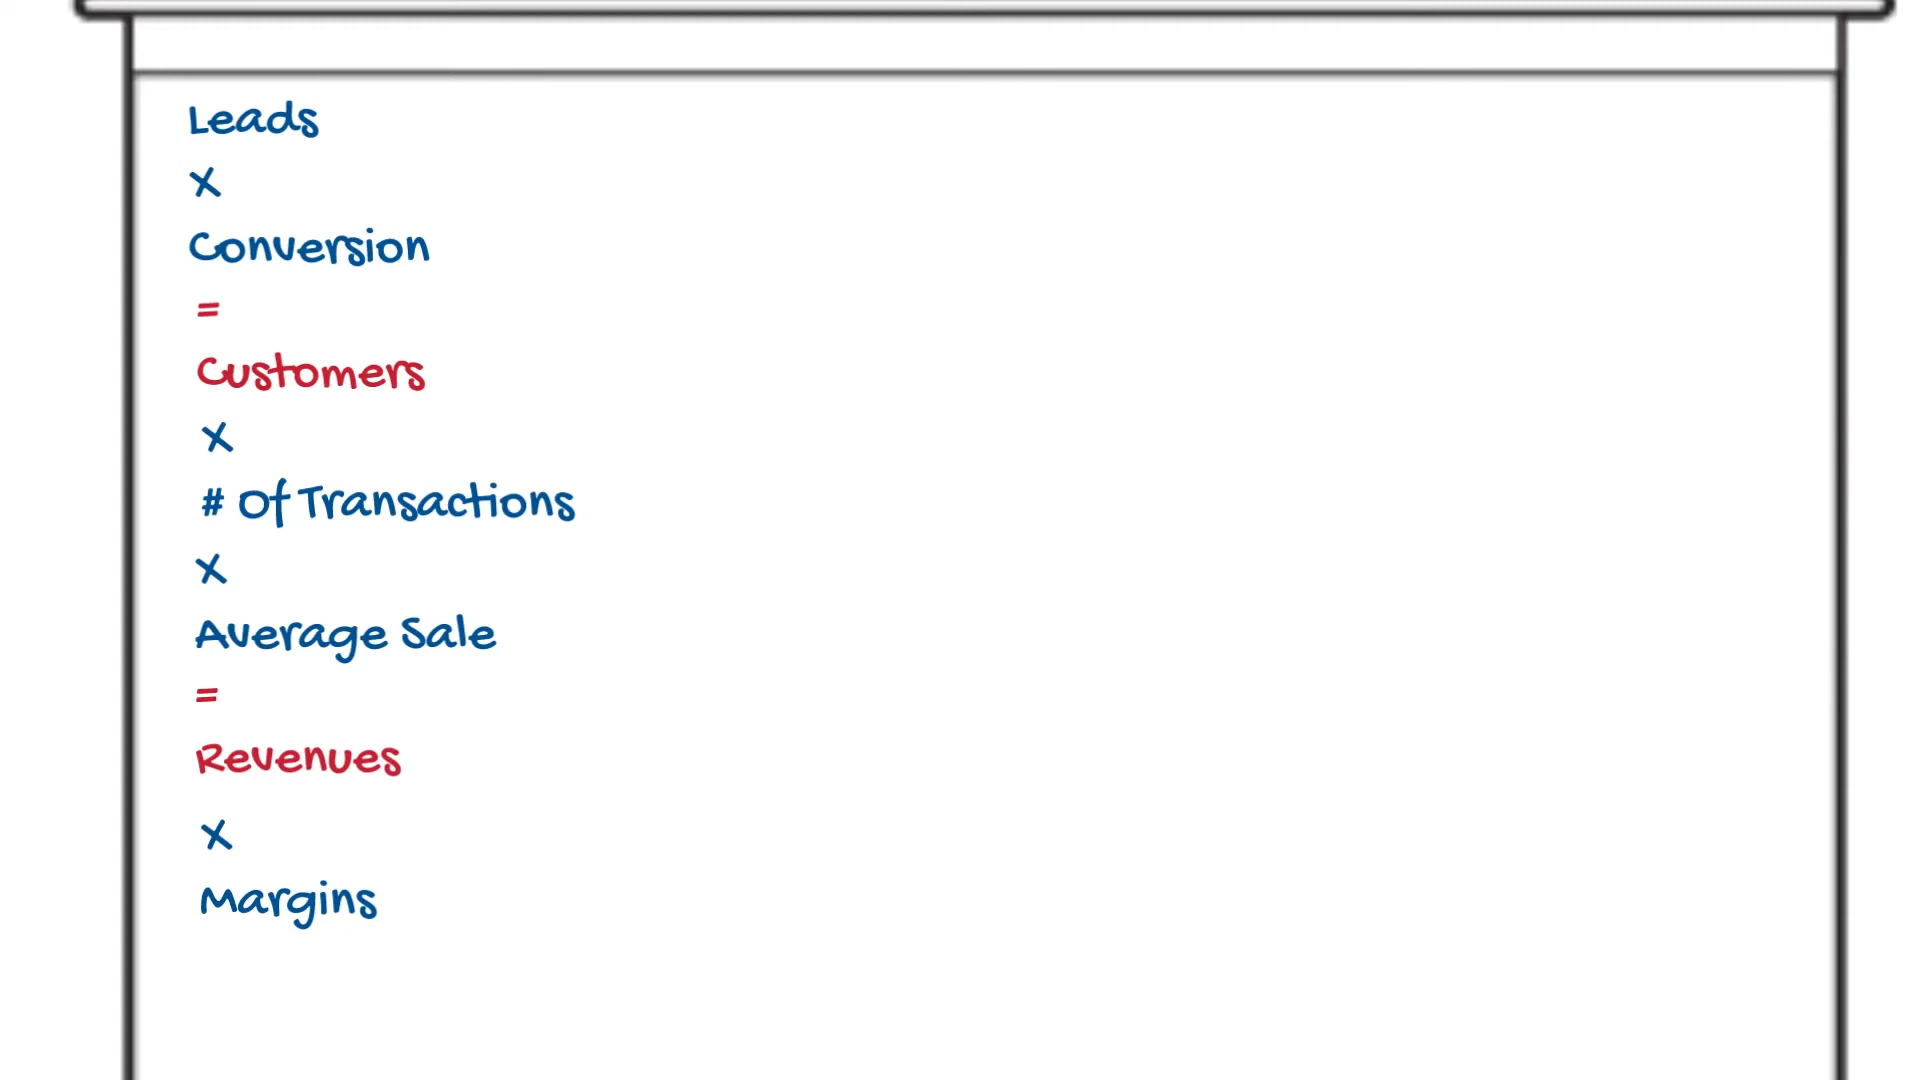 Leads
X
Conversion
=
Customers
X
# Of Transactions
X
Average Sale
=
Revenues
X
Margins